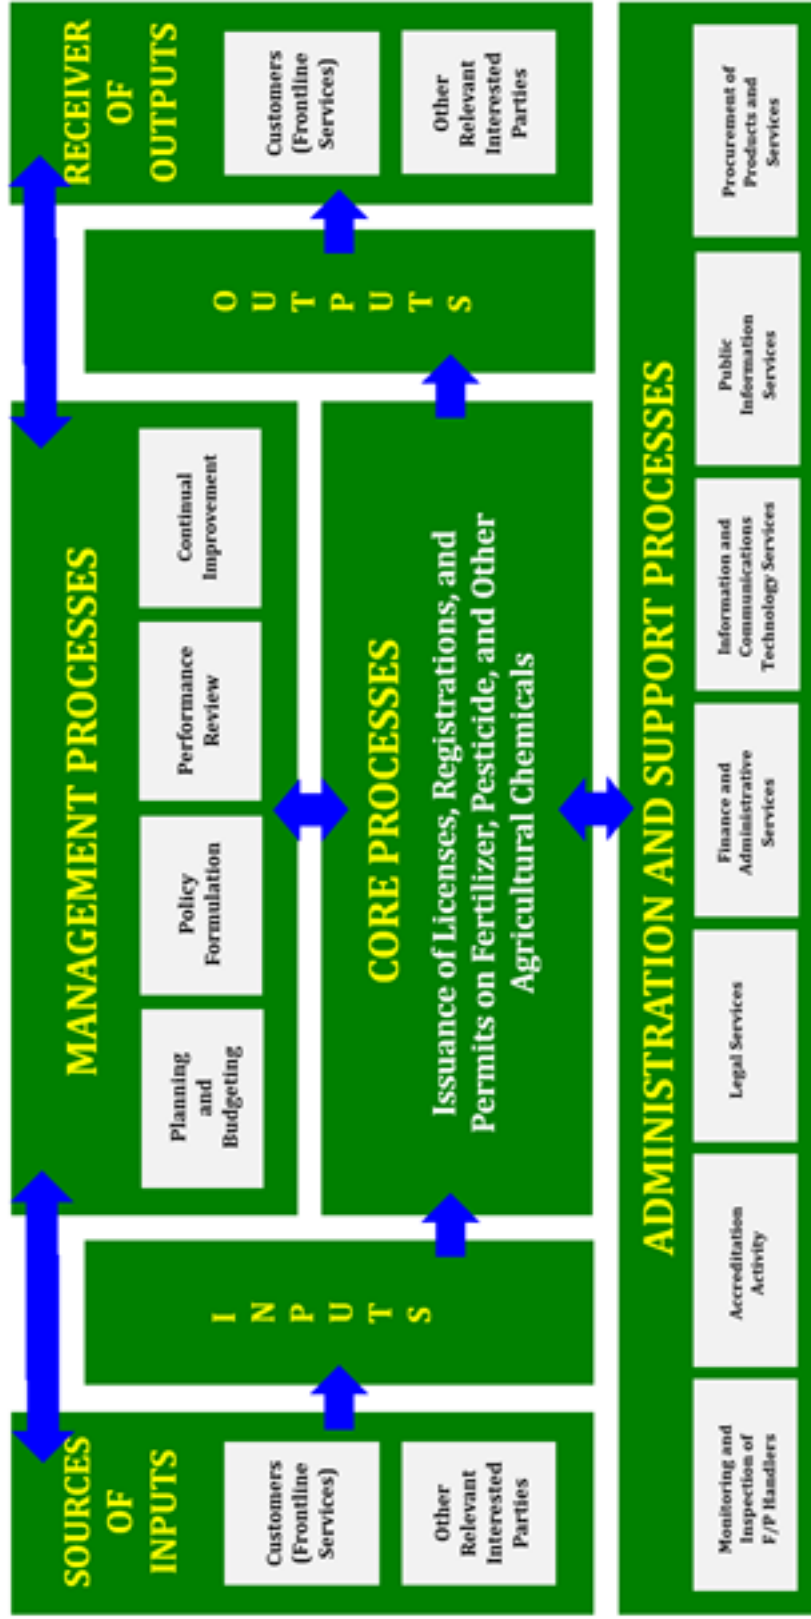 SOURCES
OF
INPUTS
Customers
(Frontline
Services)
Other
Relevant
Interested
Parties
I
N
P
U
T
S
MANAGEMENT PROCESSES
Planning
and
Budgeting
Policy
Formulation
Performance
Review
Continual
Improvement
CORE PROCESSES
Issuance of Licenses, Registrations, and
Permits on Fertilizer, Pesticide, and Other
Agricultural Chemicals
O
U
T
P
U
T
S
RECEIVER
OF
OUTPUTS
Customers
(Frontline
Services)
Other
Relevant
Interested
Parties
ADMINISTRATION AND SUPPORT PROCESSES
Monitoring and
Inspection of
F/P Handlers
Accreditation
Activity
Legal Services
Finance and
Administrative
Services
Information and
Communications
Technology Services
Public
Information
Services
Procurement of
Products and
Services